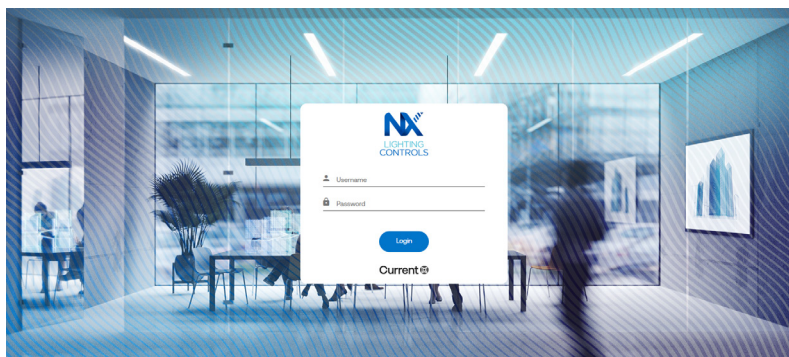 NX
LIGHTING
CONTROLS
Username
Password
Login
Current